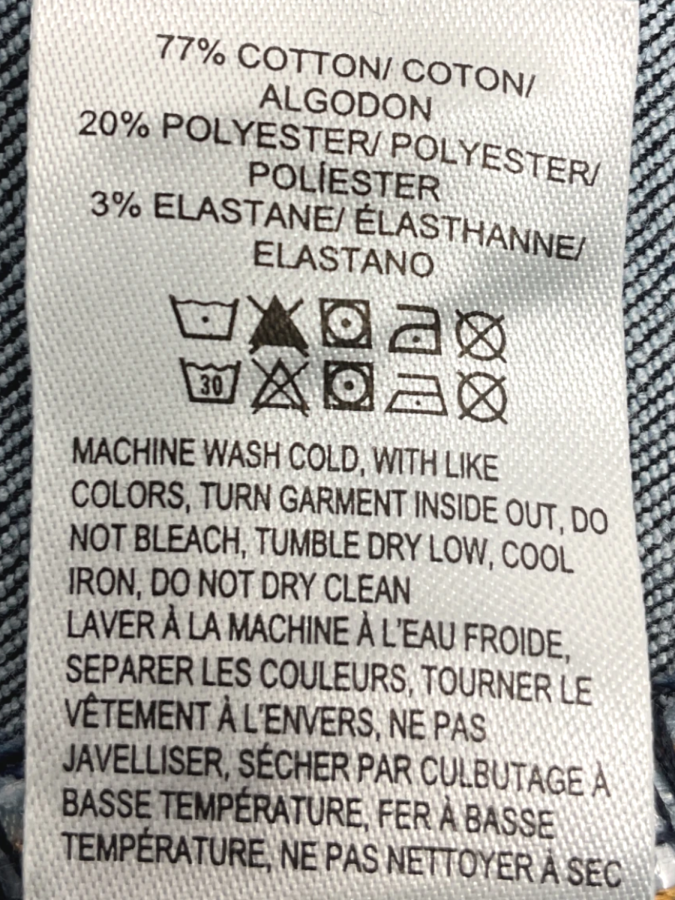 77% COTTON/ COTON/
ALGODON
20% POLYESTER/ POLYESTER/
POLÍESTER
3% ELASTANE/ ÉLASTHANNE/
ELASTANO
30
MACHINE WASH COLD, WITH LIKE
COLORS, TURN GARMENT INSIDE OUT, DO
NOT BLEACH, TUMBLE DRY LOW, COOL
IRON, DO NOT DRY CLEAN
LAVER À LA MACHINE À L'EAU FROIDE,
SEPARER LES COULEURS, TOURNER LE
VÊTEMENT À L'ENVERS, NE PAS
JAVELLISER, SÉCHER PAR CULBUTAGE À
BASSE TEMPÉRATURE, FER À BASSE
TEMPÉRATURE, NE PAS NETTOYER À SEC